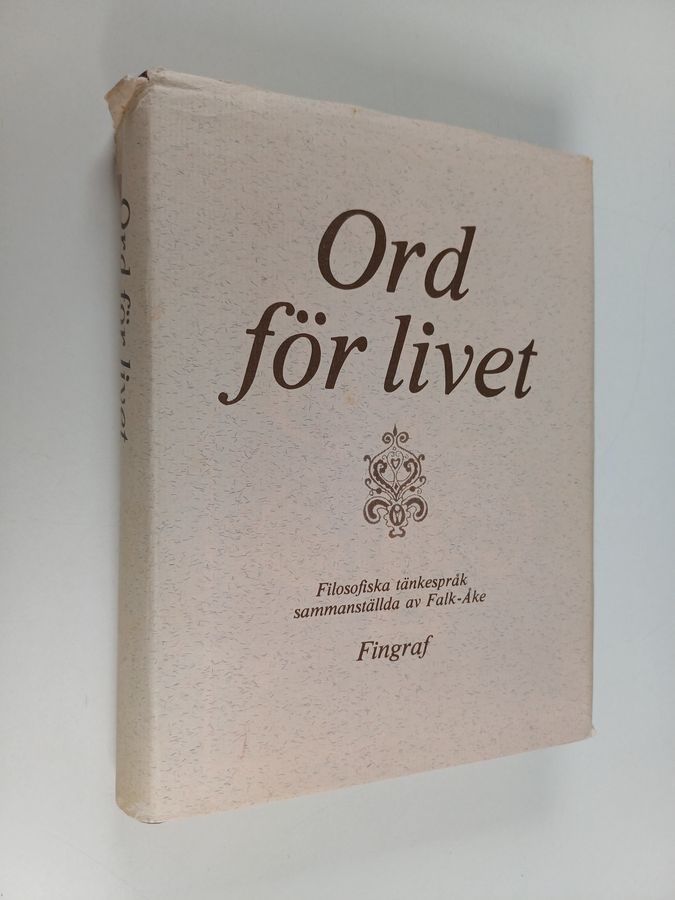 Ord för livet
Ord
för livet
Filosofiska tänkespråk
sammanställda av Falk-Åke
Fingraf